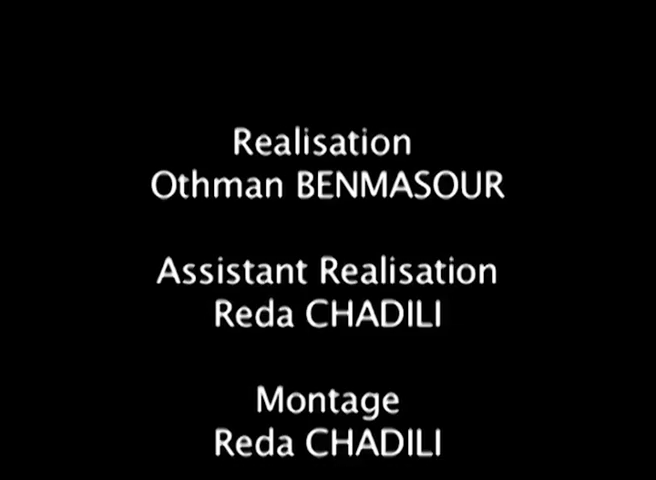 Realisation
Othman BENMASOUR
Assistant Realisation
Reda CHADILI
Montage
Reda CHADILI